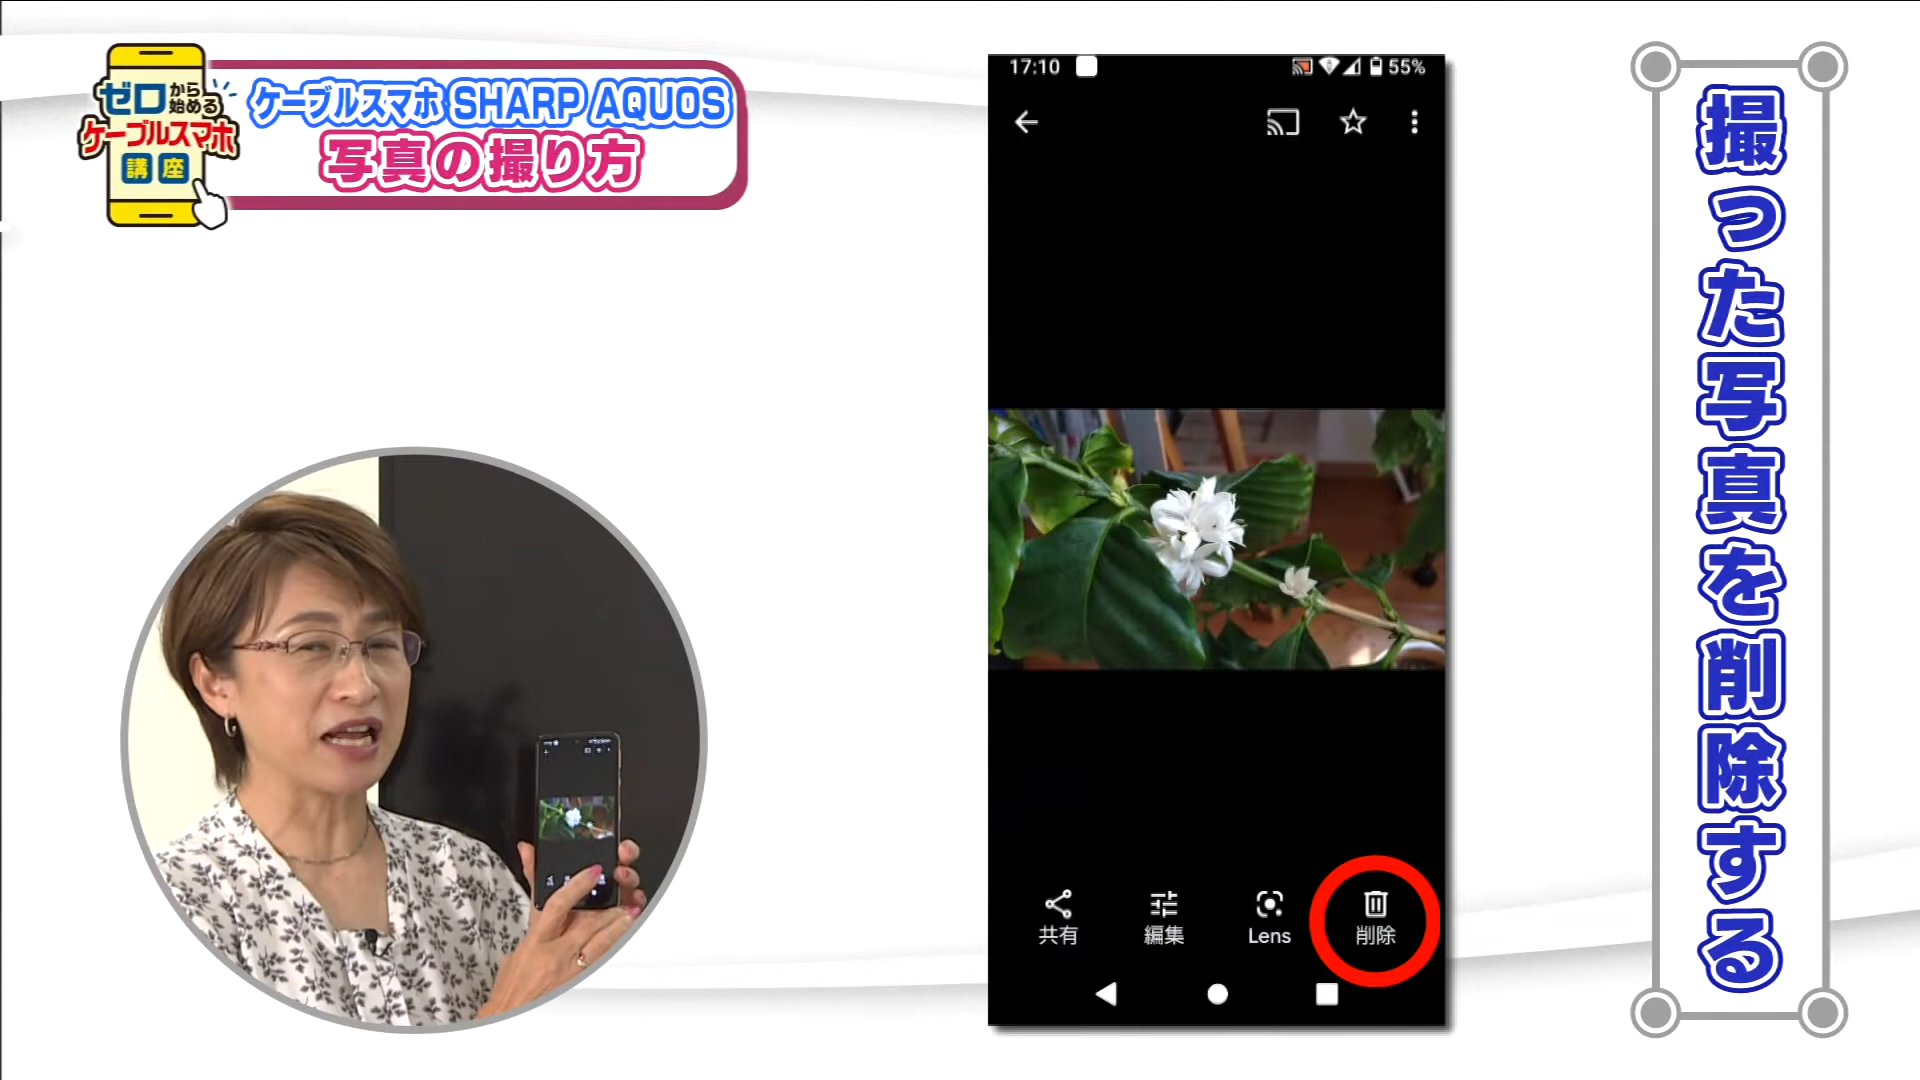 ゼロから始める
ケーブルスマホ
講座
ケーブルスマホ SHARP AQUOS
写真の撮り方
17:10
55%
共有
編集
Lens
削除
撮った写真を削除する